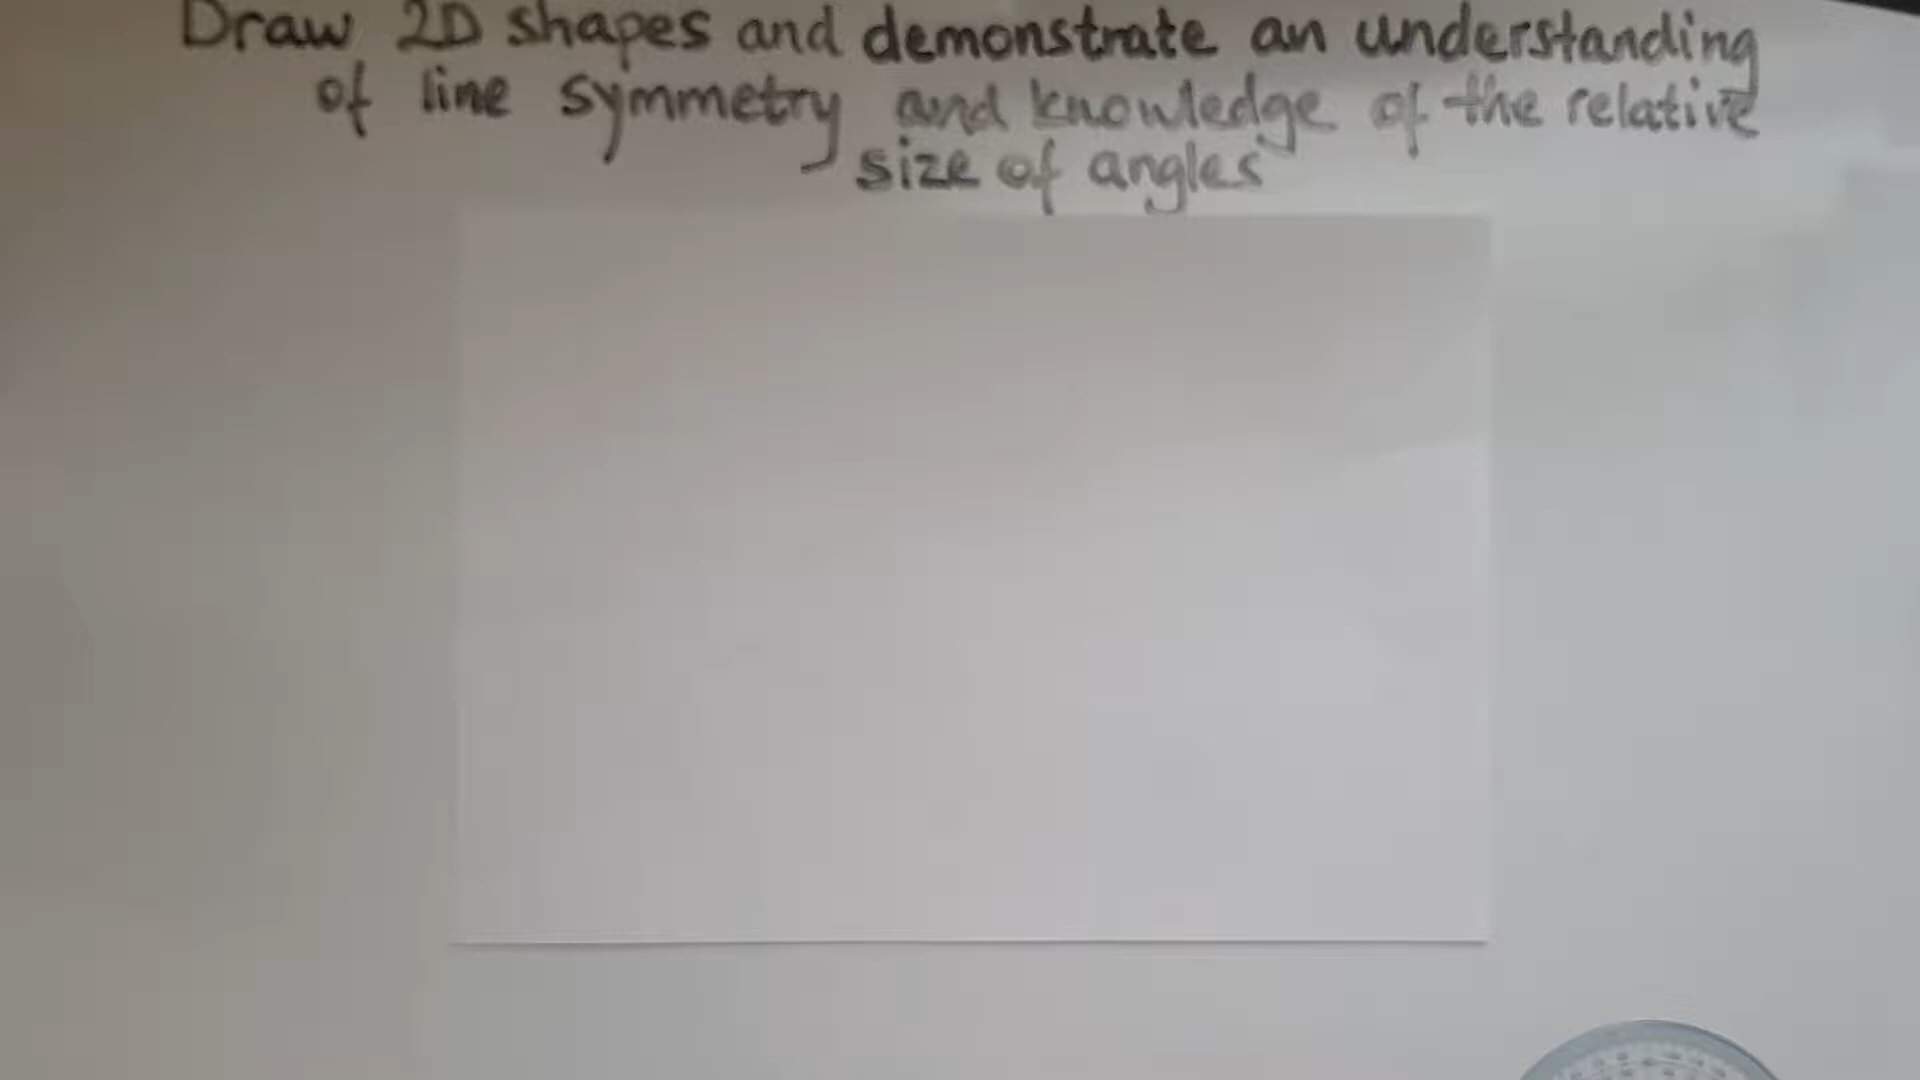 Draw 2D shapes and demonstrate an understanding
of line symmetry and knowledge of the relative
size of angles